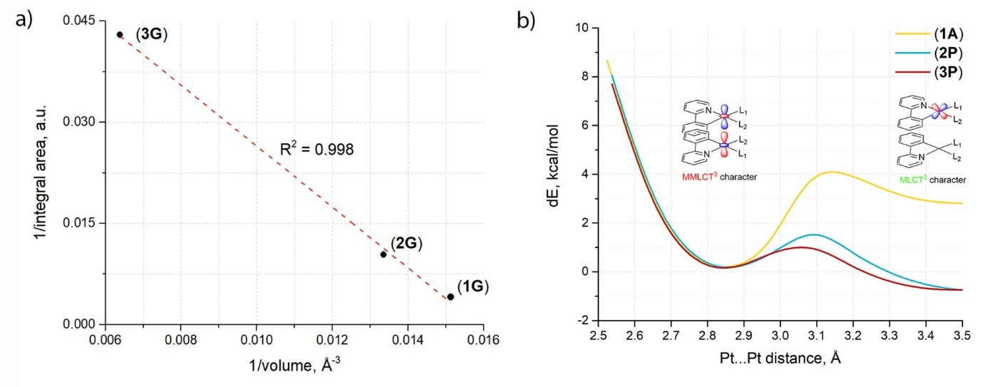 a)
0.045
0.030
0.015
0.000
1/integral area, a.u.
(3G)
R² = 0.998
(2G)
(1G)
0.006 0.008 0.010 0.012 0.014 0.016
1/volume, Å⁻³
b)
10
8
6
4
2
0
-2
dE, kcal/mol
(1A)
(2P)
(3P)
N L₁
L₂
L₂
N L₁
MMLCT³ character
N L₁
L₂
L₁
N L₂
MLCT³ character
2.5 2.6 2.7 2.8 2.9 3.0 3.1 3.2 3.3 3.4 3.5
Pt...Pt distance, Å